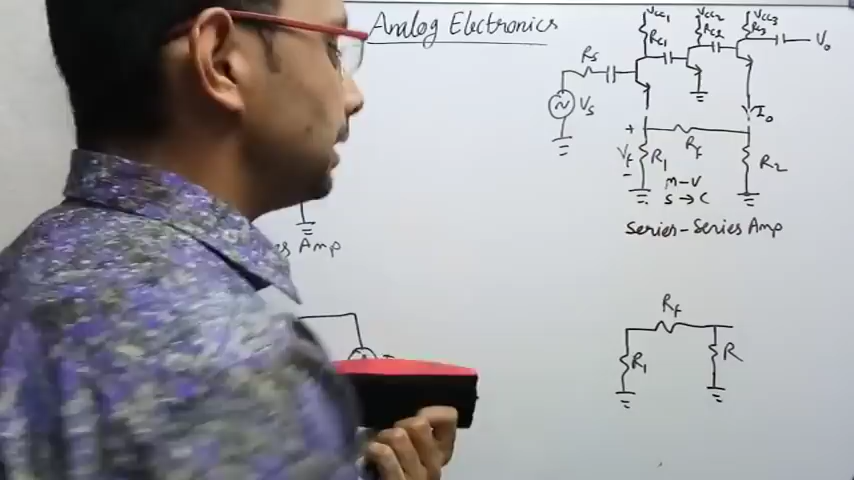 Analog Electronics
Vcc1 Vcc2 Vcc3
Rc1 Rc2 Rc3
Vo
Rs
Vs
Io
+ Rf
Vf R1 R2
-
M-V
S→C
Series-Series Amp
es Amp
Rf
R1 R